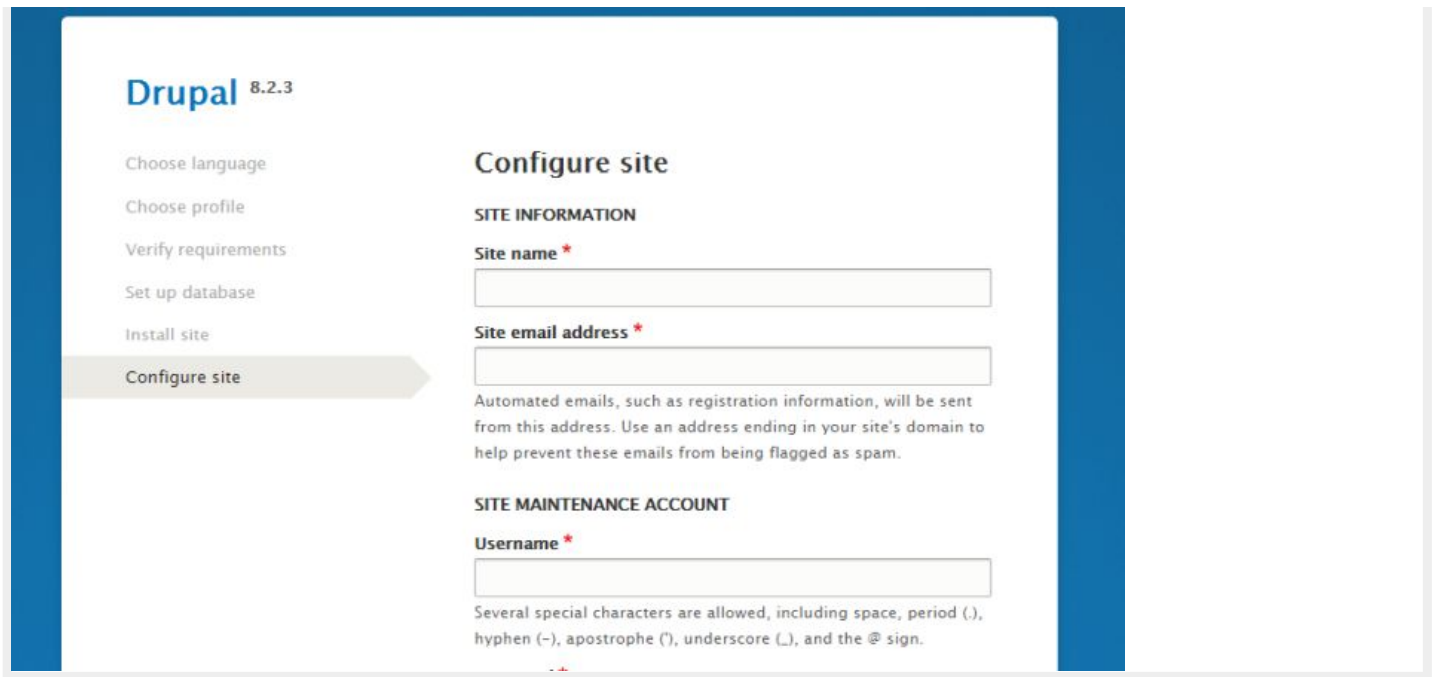 Drupal 8.2.3
Choose language
Choose profile
Verify requirements
Set up database
Install site
Configure site
Configure site
SITE INFORMATION
Site name *
Site email address *
Automated emails, such as registration information, will be sent
from this address. Use an address ending in your site's domain to
help prevent these emails from being flagged as spam.
SITE MAINTENANCE ACCOUNT
Username *
Several special characters are allowed, including space, period (.),
hyphen (-), apostrophe ('), underscore (_), and the @ sign.
*